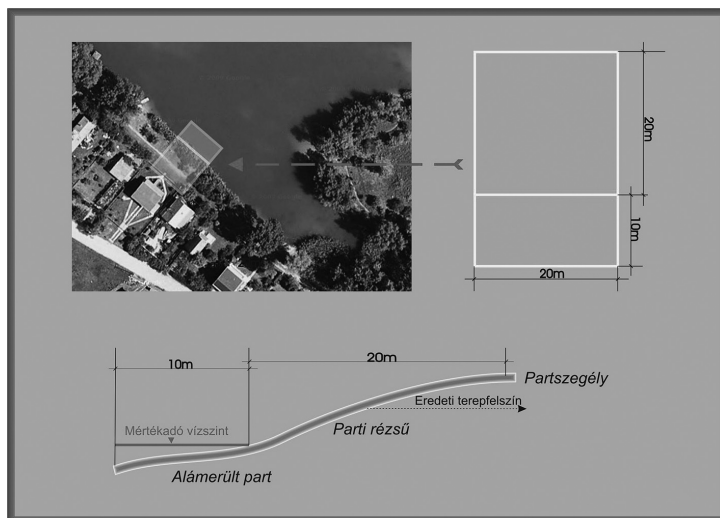 20m
10m
20m
10m
20m
Partszegély
Eredeti terepfelszín
Mértékadó vízszint
Parti rézsű
Alámerült part